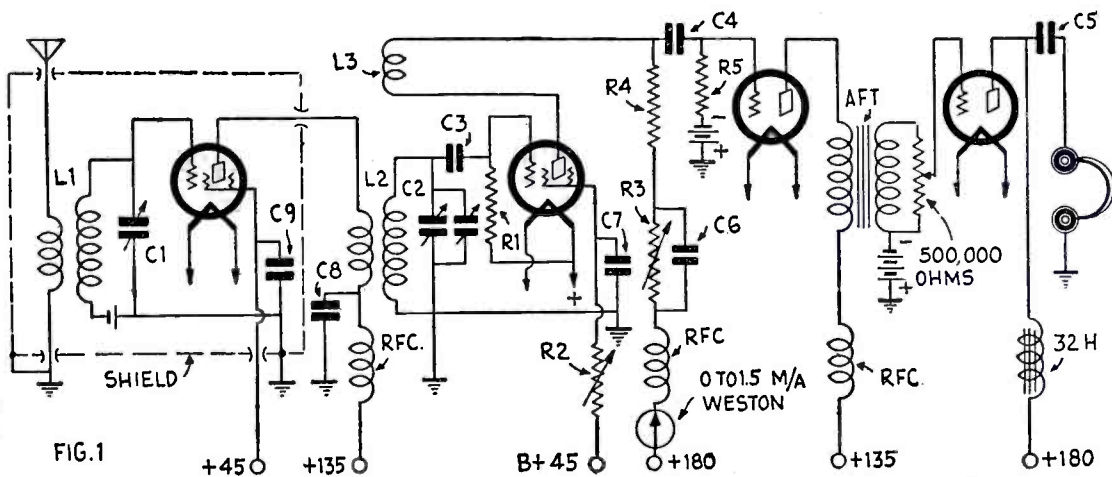 C4
C5
L3
R4
R5
-
+
AFT
C3
L1
L2
C2
C1
C9
R1
C7
R3
C6
-
+
500,000
OHMS
C8
+
RFC.
R2
RFC
32 H
SHIELD
0 TO 1.5 M/A
WESTON
RFC.
FIG.1
+45
+135
B+45
+180
+135
+180